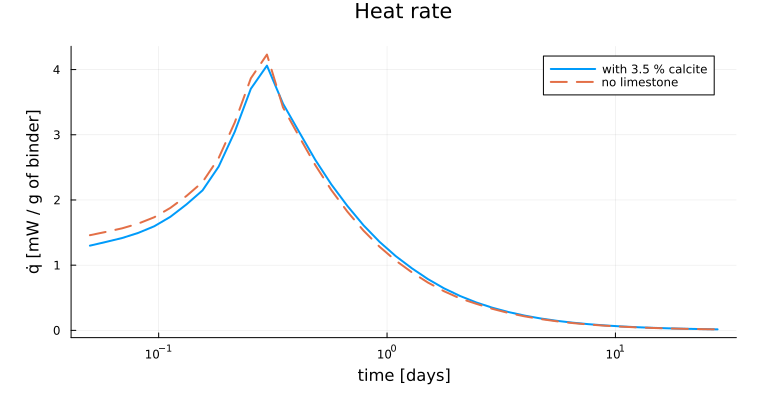 Heat rate
with 3.5 % calcite
no limestone
q̇ [mW / g of binder]
4
3
2
1
0
10⁻¹
10⁰
10¹
time [days]